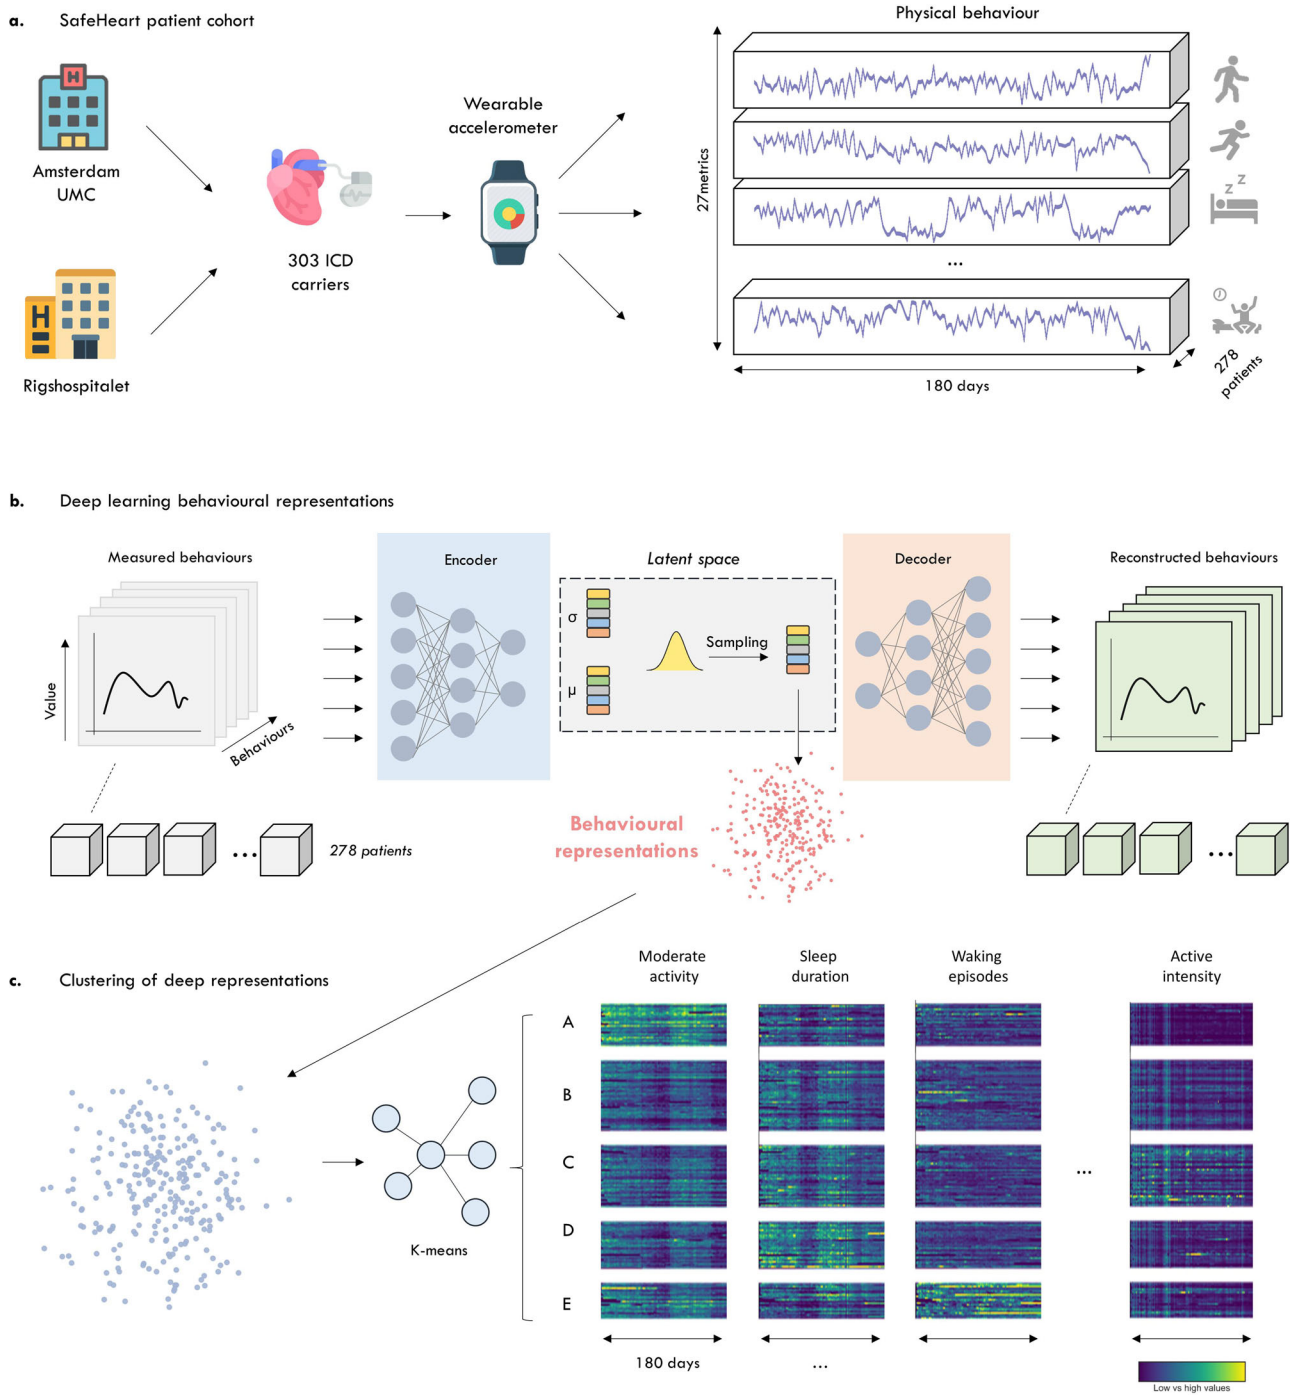 a. SafeHeart patient cohort
Physical behaviour
H
Amsterdam
UMC
H
Rigshospitalet
303 ICD
carriers
Wearable
accelerometer
27metrics
...
z z
180 days
278
patients
b. Deep learning behavioural representations
Measured behaviours
Value
Behaviours
...
278 patients
Encoder
Latent space
σ
μ
Sampling
Decoder
Reconstructed behaviours
...
Behavioural
representations
c. Clustering of deep representations
K-means
Moderate
activity
Sleep
duration
Waking
episodes
Active
intensity
A
B
C
D
E
...
180 days
...
Low vs high values